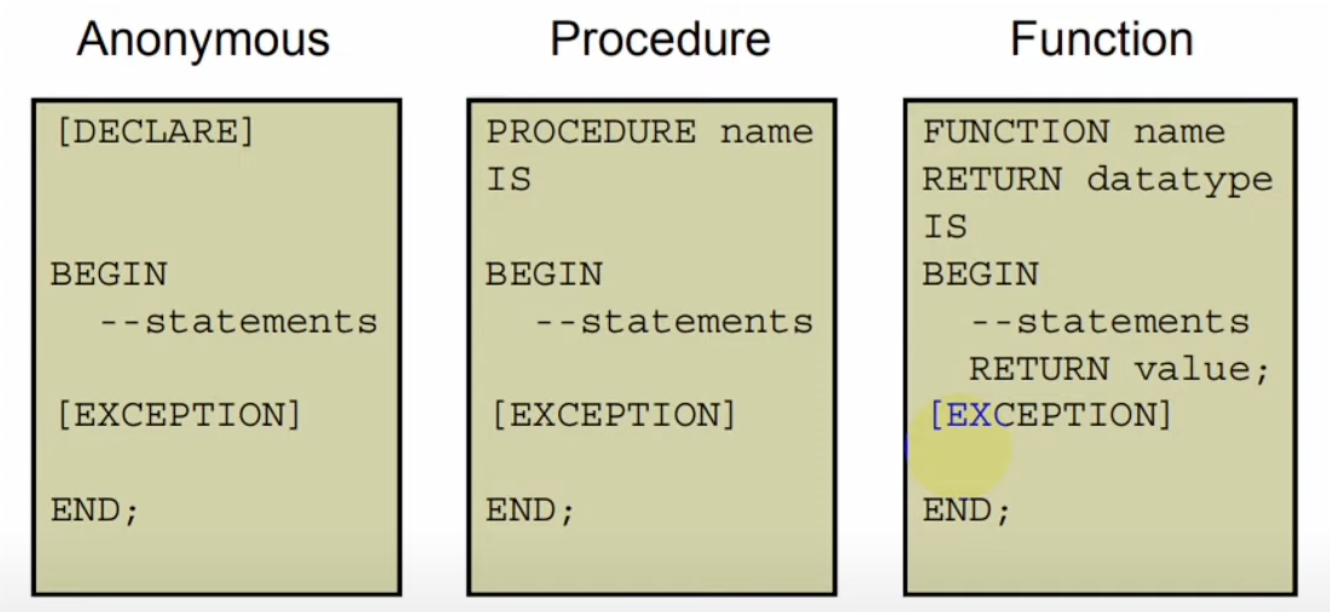 Anonymous
[DECLARE]
BEGIN
--statements
[EXCEPTION]
END;
Procedure
PROCEDURE name
IS
BEGIN
--statements
[EXCEPTION]
END;
Function
FUNCTION name
RETURN datatype
IS
BEGIN
--statements
RETURN value;
[EXCEPTION]
END;